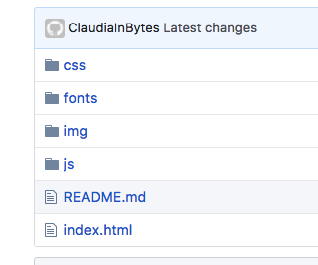 ClaudiaInBytes Latest changes
css
fonts
img
js
README.md
index.html